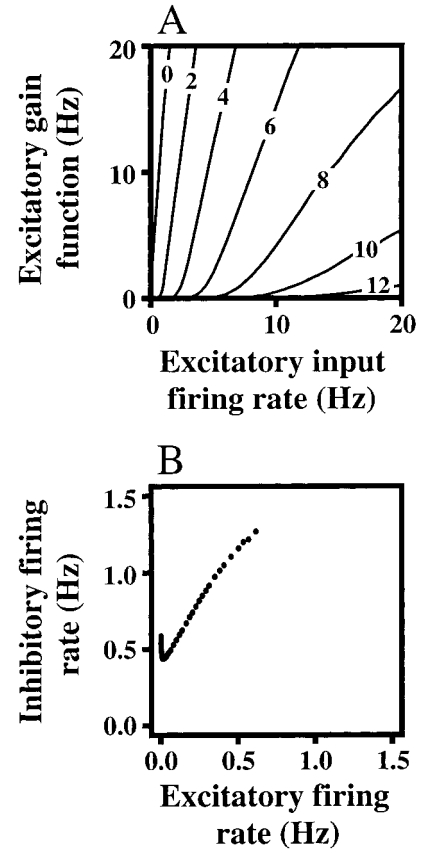 A
Excitatory gain
function (Hz)
20
10
0
0
2
4
6
8
10
12
0
10
20
Excitatory input
firing rate (Hz)
B
Inhibitory firing
rate (Hz)
1.5
1.0
0.5
0.0
0.0
0.5
1.0
1.5
Excitatory firing
rate (Hz)